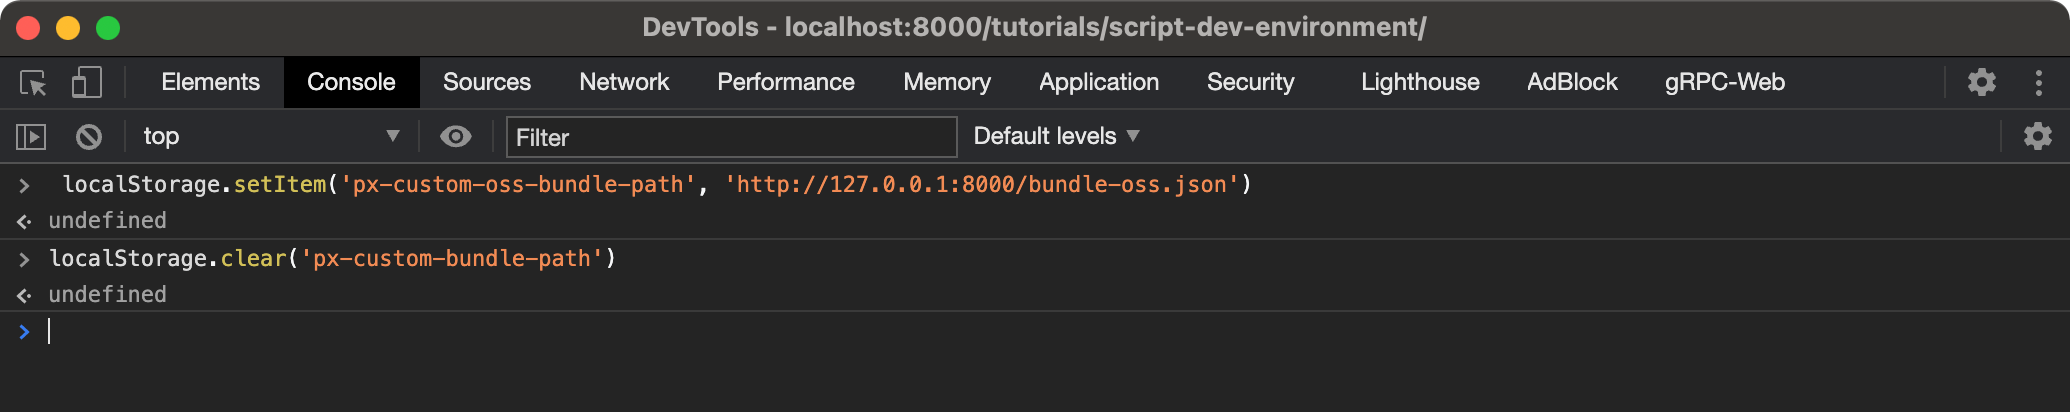 DevTools - localhost:8000/tutorials/script-dev-environment/
Elements Console Sources Network Performance Memory Application Security Lighthouse AdBlock gRPC-Web
top Filter Default levels
localStorage.setItem('px-custom-oss-bundle-path', 'http://127.0.0.1:8000/bundle-oss.json')
undefined
localStorage.clear('px-custom-bundle-path')
undefined